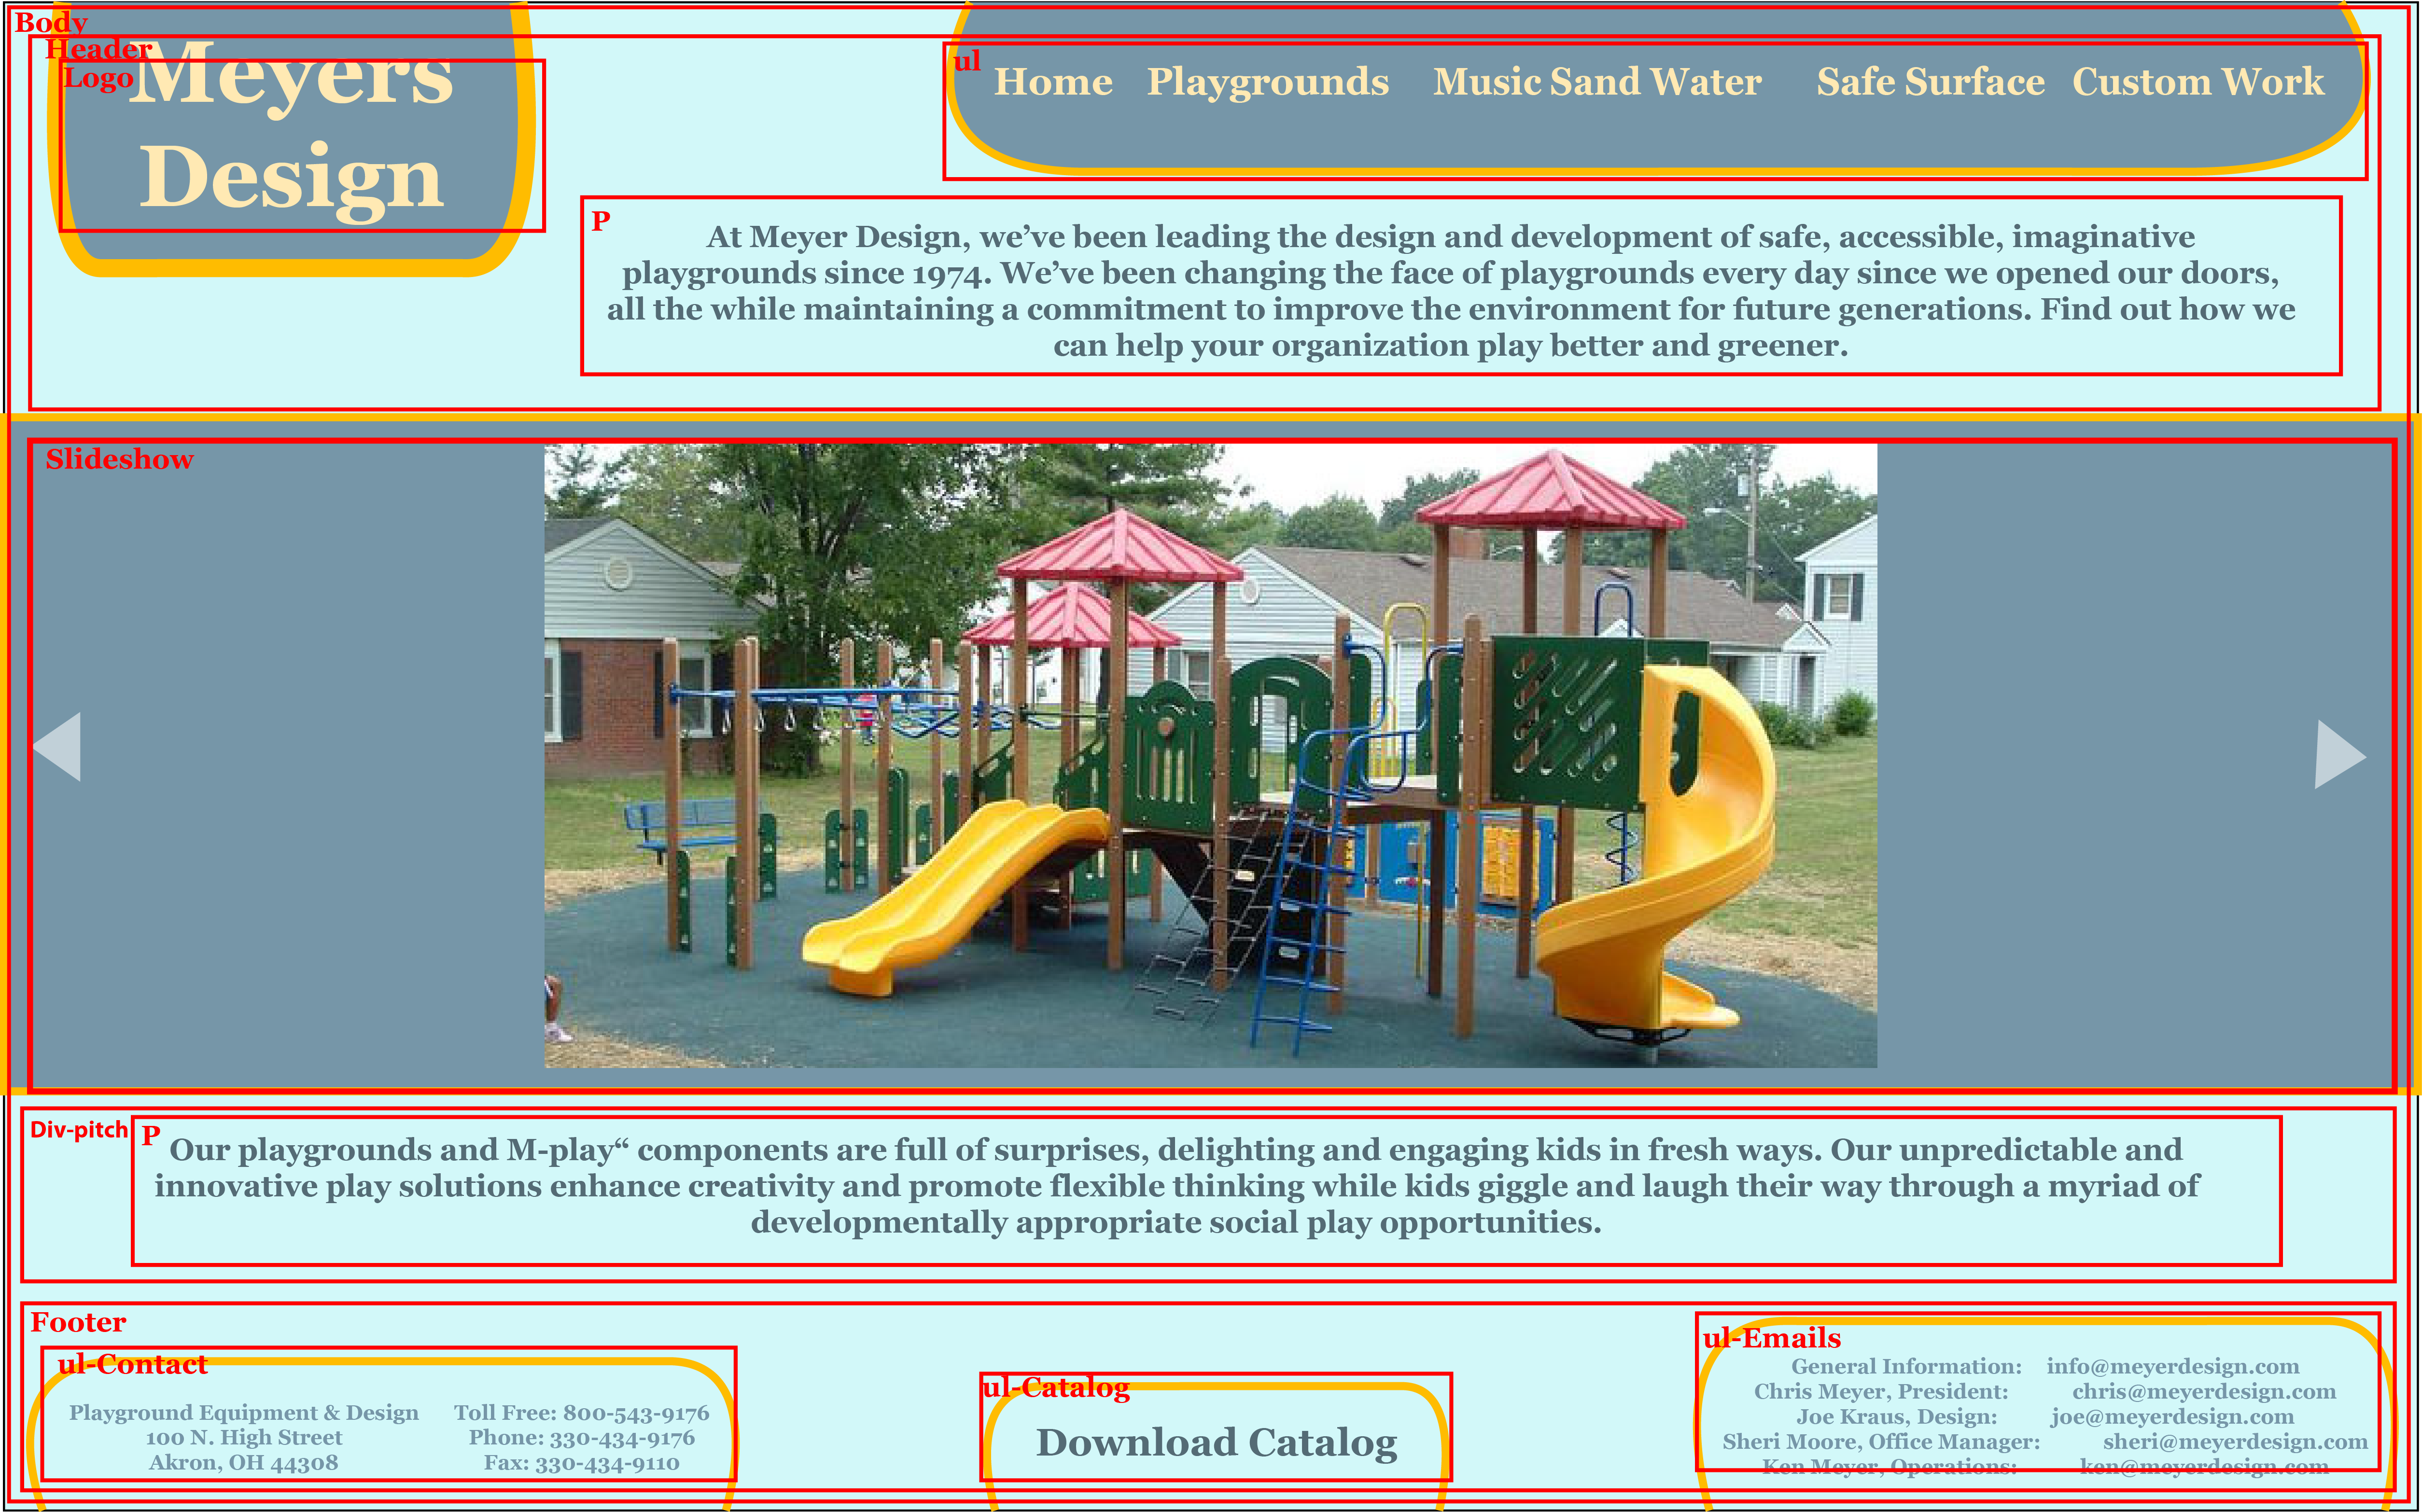 Body
Header
Logo
Meyers
Design
ul
Home Playgrounds Music Sand Water Safe Surface Custom Work
P
At Meyer Design, we’ve been leading the design and development of safe, accessible, imaginative
playgrounds since 1974. We’ve been changing the face of playgrounds every day since we opened our doors,
all the while maintaining a commitment to improve the environment for future generations. Find out how we
can help your organization play better and greener.
Slideshow
Div-pitch
P
Our playgrounds and M-play“ components are full of surprises, delighting and engaging kids in fresh ways. Our unpredictable and
innovative play solutions enhance creativity and promote flexible thinking while kids giggle and laugh their way through a myriad of
developmentally appropriate social play opportunities.
Footer
ul-Contact
Playground Equipment & Design Toll Free: 800-543-9176
100 N. High Street Phone: 330-434-9176
Akron, OH 44308 Fax: 330-434-9110
ul-Catalog
Download Catalog
ul-Emails
General Information: info@meyerdesign.com
Chris Meyer, President: chris@meyerdesign.com
Joe Kraus, Design: joe@meyerdesign.com
Sheri Moore, Office Manager: sheri@meyerdesign.com
Ken Meyer, Operations: ken@meyerdesign.com